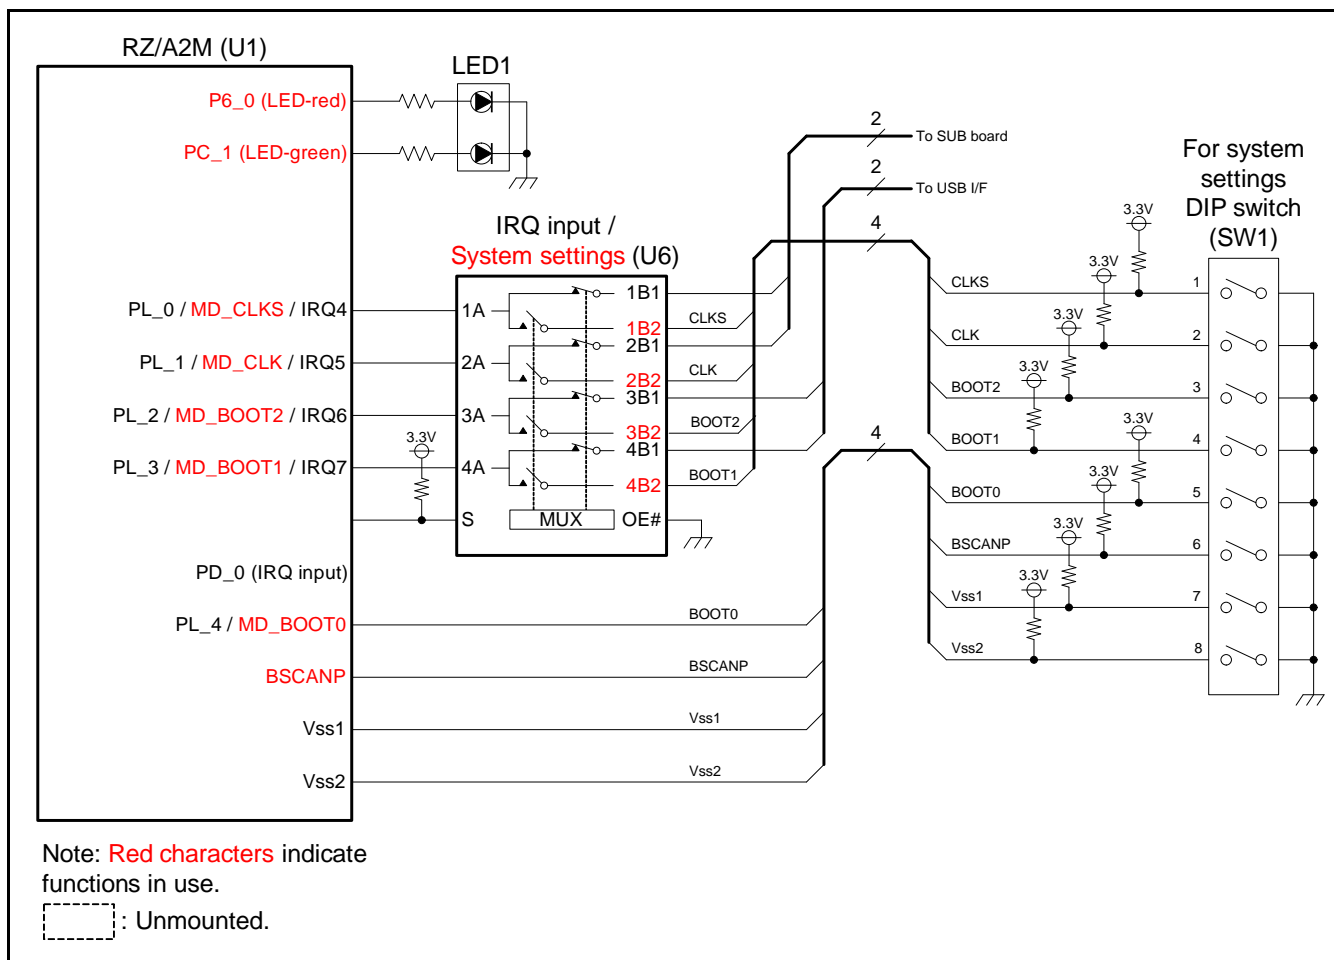 RZ/A2M (U1)
P6_0 (LED-red)
PC_1 (LED-green)
LED1
2
To SUB board
2
To USB I/F
4
For system
settings
DIP switch
(SW1)
IRQ input /
System settings (U6)
PL_0 / MD_CLKS / IRQ4
PL_1 / MD_CLK / IRQ5
PL_2 / MD_BOOT2 / IRQ6
PL_3 / MD_BOOT1 / IRQ7
3.3V
1A
2A
3A
4A
S
1B1
1B2
2B1
2B2
3B1
3B2
4B1
4B2
MUX
OE#
CLKS
CLK
BOOT2
BOOT1
4
3.3V
3.3V
3.3V
3.3V
3.3V
3.3V
3.3V
3.3V
CLKS
1
CLK
2
BOOT2
3
BOOT1
4
BOOT0
5
BSCANP
6
Vss1
7
Vss2
8
PD_0 (IRQ input)
PL_4 / MD_BOOT0
BOOT0
BSCANP
BSCANP
Vss1
Vss1
Vss2
Vss2
Note: Red characters indicate
functions in use.
: Unmounted.